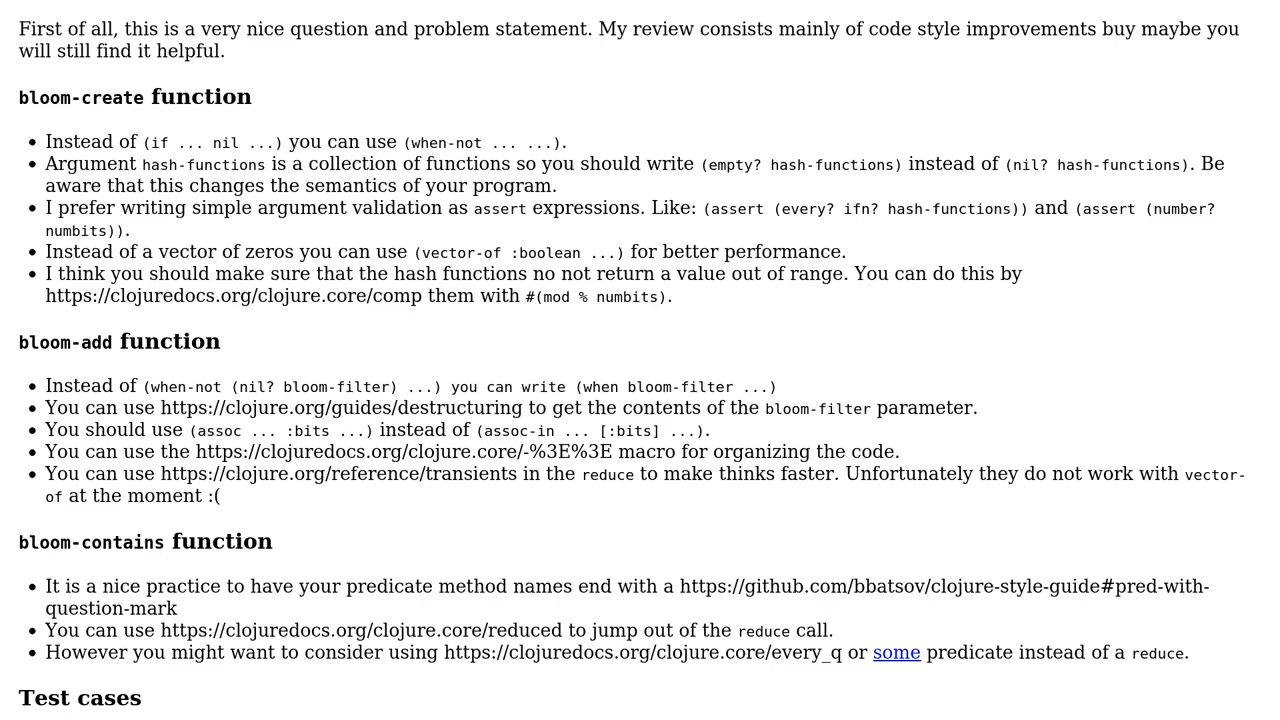 First of all, this is a very nice question and problem statement. My review consists mainly of code style improvements buy maybe you
will still find it helpful.
bloom-create function
• Instead of (if ... nil ...) you can use (when-not ... ...).
• Argument hash-functions is a collection of functions so you should write (empty? hash-functions) instead of (nil? hash-functions). Be
aware that this changes the semantics of your program.
• I prefer writing simple argument validation as assert expressions. Like: (assert (every? ifn? hash-functions)) and (assert (number?
numbits)).
• Instead of a vector of zeros you can use (vector-of :boolean ...) for better performance.
• I think you should make sure that the hash functions no not return a value out of range. You can do this by
https://clojuredocs.org/clojure.core/comp them with #(mod % numbits).
bloom-add function
• Instead of (when-not (nil? bloom-filter) ...) you can write (when bloom-filter ...)
• You can use https://clojure.org/guides/destructuring to get the contents of the bloom-filter parameter.
• You should use (assoc ... :bits ...) instead of (assoc-in ... [:bits] ...).
• You can use the https://clojuredocs.org/clojure.core/-%3E%3E macro for organizing the code.
• You can use https://clojure.org/reference/transients in the reduce to make thinks faster. Unfortunately they do not work with vector-
of at the moment :(
bloom-contains function
• It is a nice practice to have your predicate method names end with a https://github.com/bbatsov/clojure-style-guide#pred-with-
question-mark
• You can use https://clojuredocs.org/clojure.core/reduced to jump out of the reduce call.
• However you might want to consider using https://clojuredocs.org/clojure.core/every_q or some predicate instead of a reduce.
Test cases